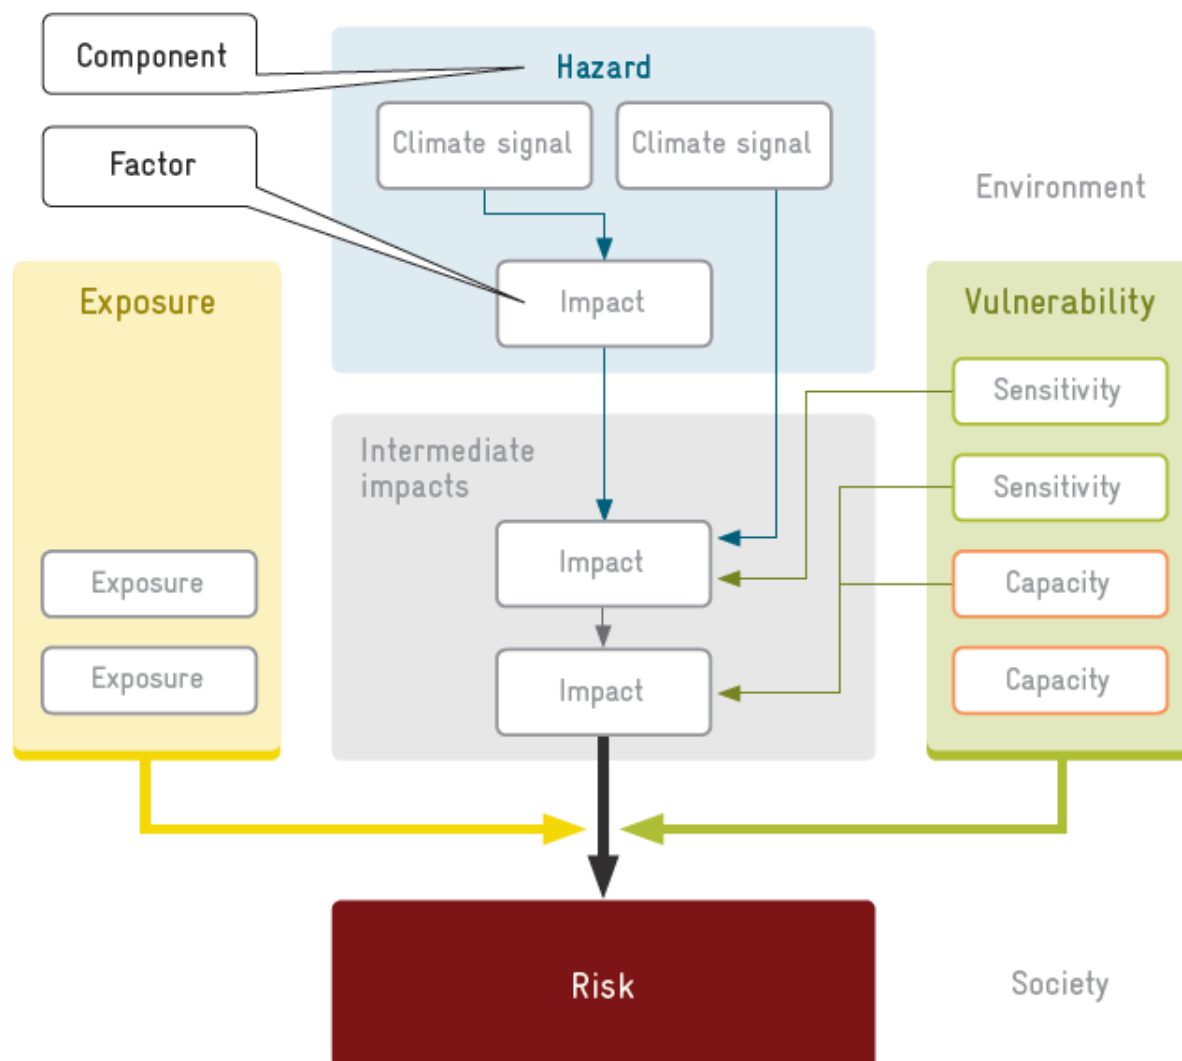 Component
Hazard
Climate signal
Climate signal
Factor
Environment
Impact
Exposure
Vulnerability
Sensitivity
Intermediate
impacts
Sensitivity
Impact
Exposure
Capacity
Exposure
Impact
Capacity
Risk
Society